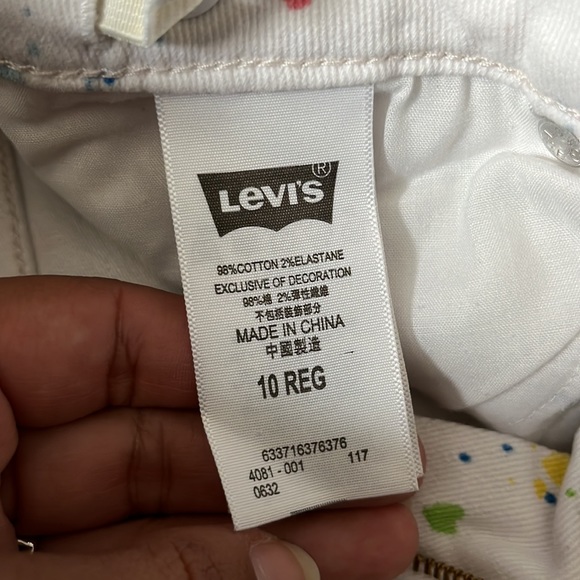 Levi's®
98%COTTON 2%ELASTANE
EXCLUSIVE OF DECORATION
98%棉 2%彈性纖維
不包括裝飾部分
MADE IN CHINA
中國製造
10 REG
633716376376
4081-001 117
0632